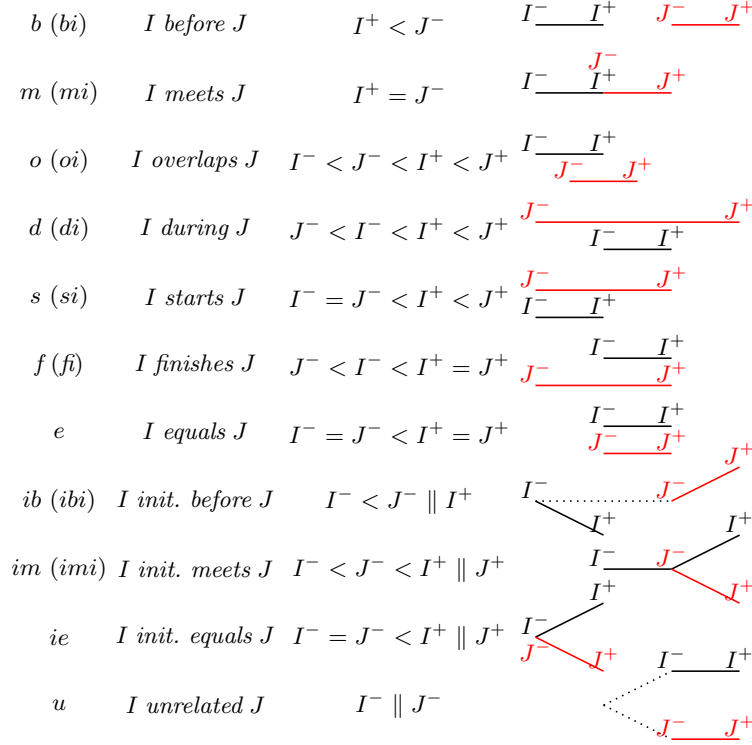 b (bi) I before J I⁺ < J⁻ I⁻ I⁺ J⁻ J⁺
m (mi) I meets J I⁺ = J⁻ I⁻ J⁻ I⁺ J⁺
o (oi) I overlaps J I⁻ < J⁻ < I⁺ < J⁺ I⁻ I⁺ J⁻ J⁺
d (di) I during J J⁻ < I⁻ < I⁺ < J⁺ J⁻ J⁺ I⁻ I⁺
s (si) I starts J I⁻ = J⁻ < I⁺ < J⁺ J⁻ J⁺ I⁻ I⁺
f (fi) I finishes J J⁻ < I⁻ < I⁺ = J⁺ I⁻ I⁺ J⁻ J⁺
e I equals J I⁻ = J⁻ < I⁺ = J⁺ I⁻ I⁺ J⁻ J⁺
ib (ibi) I init. before J I⁻ < J⁻ ∥ I⁺ I⁻ I⁺ J⁻ J⁺
im (imi) I init. meets J I⁻ < J⁻ < I⁺ ∥ J⁺ I⁻ J⁻ I⁺ J⁺
ie I init. equals J I⁻ = J⁻ < I⁺ ∥ J⁺ I⁻ I⁺ J⁻ J⁺
u I unrelated J I⁻ ∥ J⁻ I⁻ I⁺ J⁻ J⁺